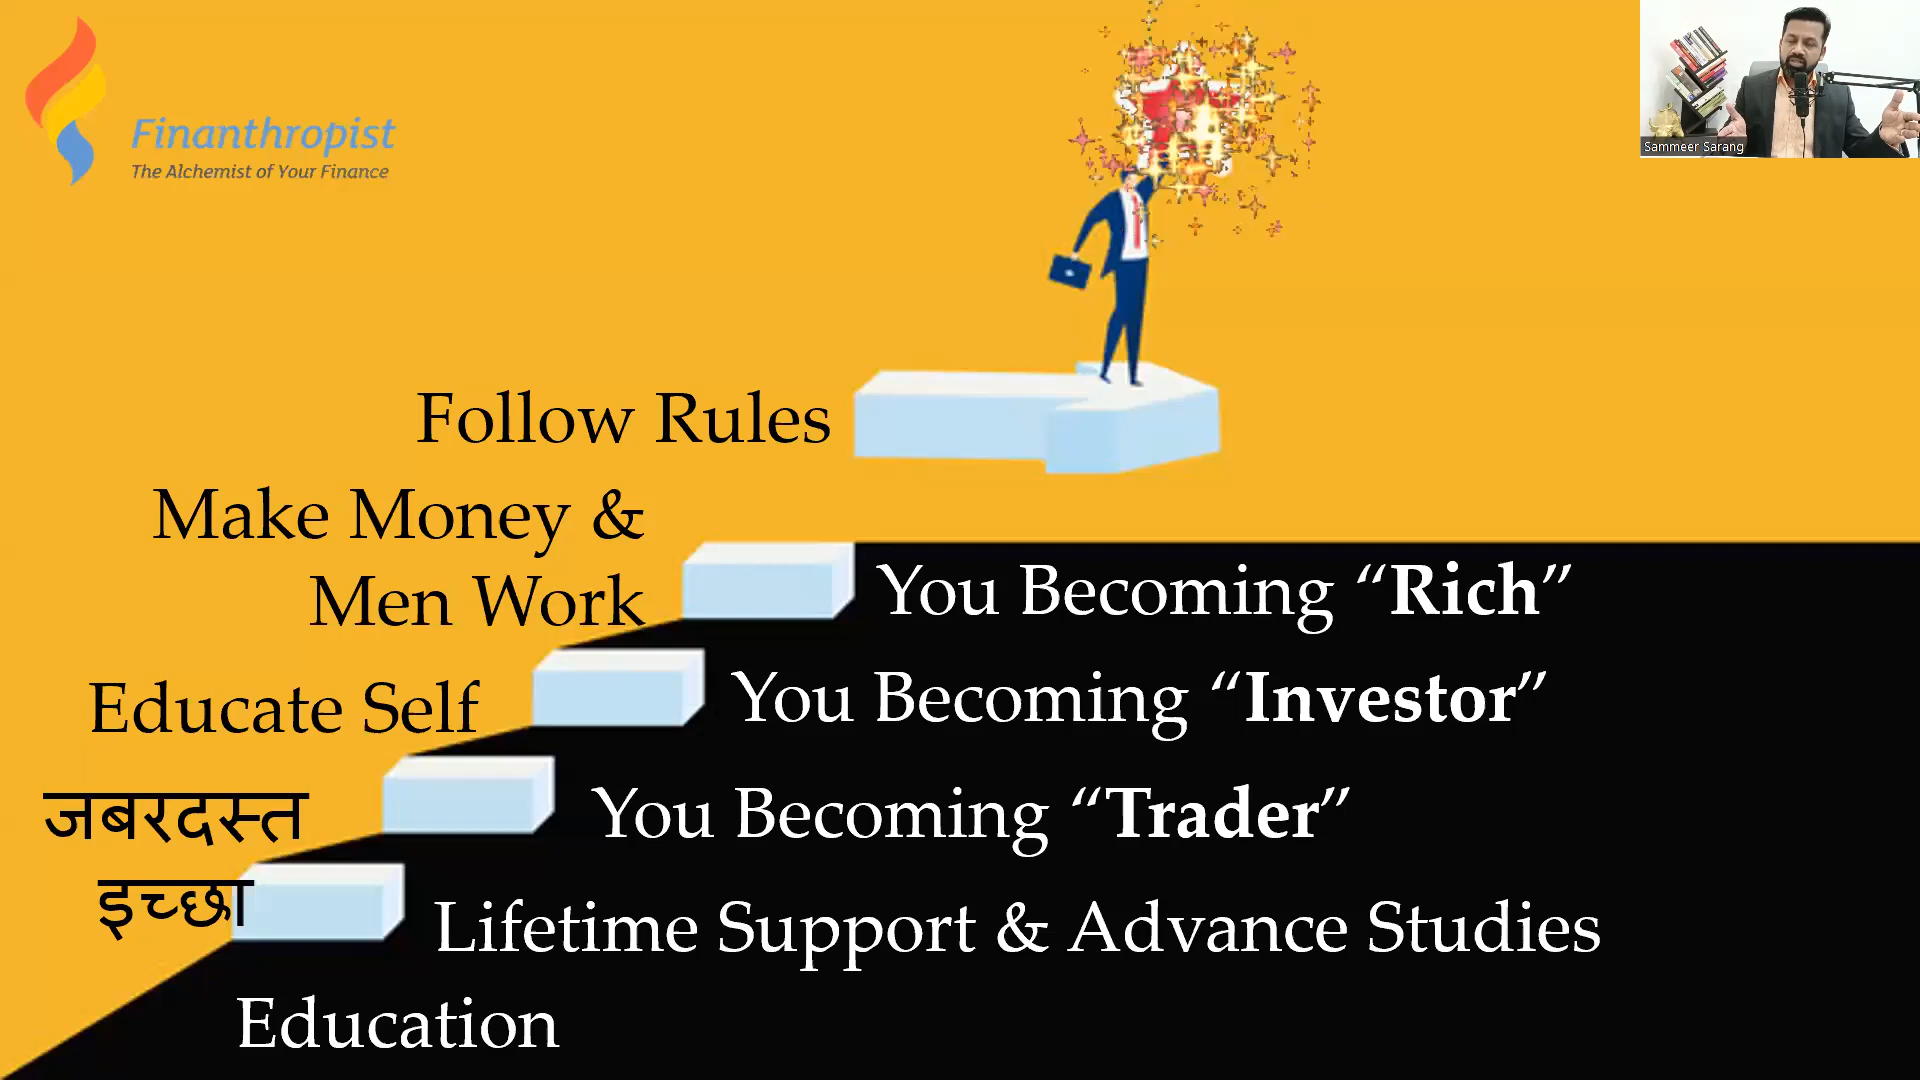 Finanthropist
The Alchemist of Your Finance
Sammeer Sarang
Follow Rules
Make Money &
Men Work
You Becoming “Rich”
Educate Self
You Becoming “Investor”
जबरदस्त
इच्छा
You Becoming “Trader”
Lifetime Support & Advance Studies
Education